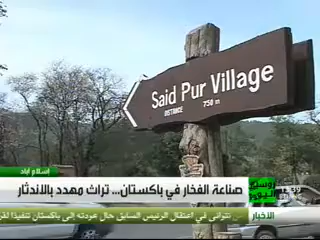 Said Pur Village
DISTANCE 750 m
إسلام آباد
صناعة الفخار في باكستان... تراث مهدد بالاندثار
روسيا اليوم
الأخبار
تتوانى في اعتقال الرئيس السابق حال عودته إلى باكستان تنفيذا